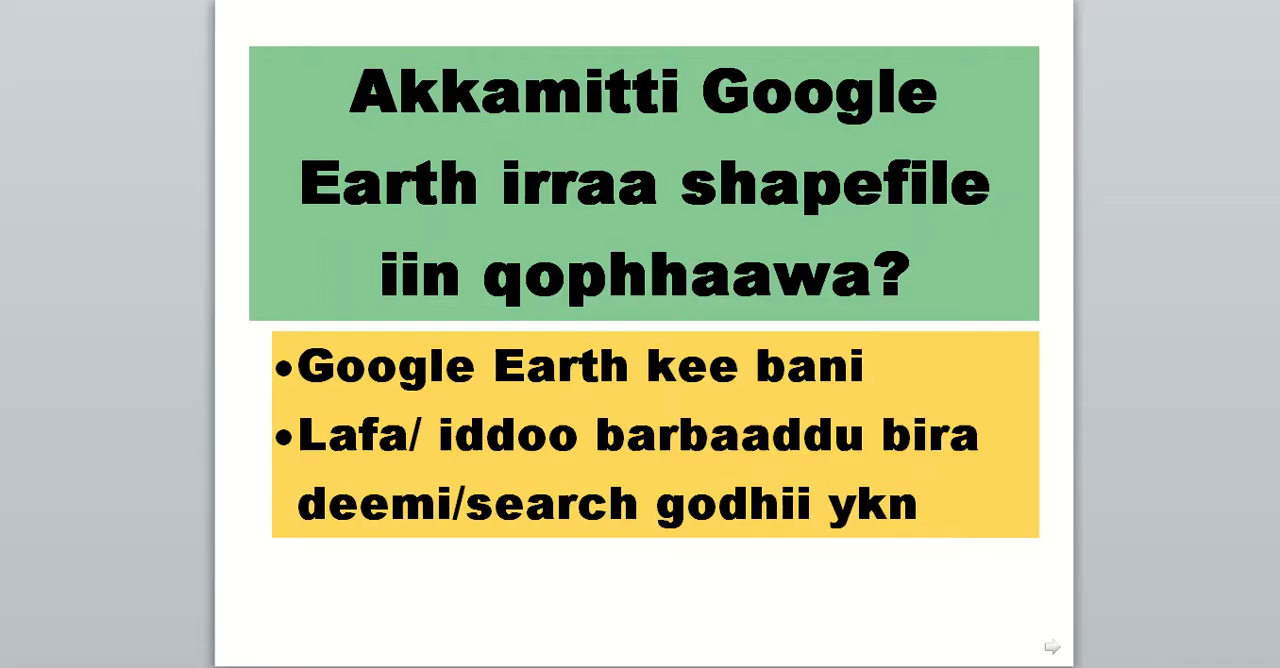 Akkamitti Google
Earth irraa shapefile
iin qophhaawa?
•Google Earth kee bani
•Lafa/ iddoo barbaaddu bira
deemi/search godhii ykn